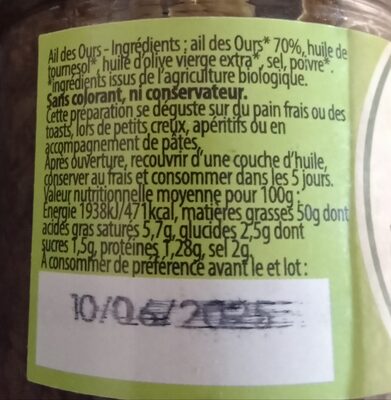 Ail des Ours - Ingrédients : ail des Ours* 70%, huile de
tournesol*, huile d'olive vierge extra*, sel, poivre*.
*ingrédients issus de l'agriculture biologique.
Sans colorant, ni conservateur.
Cette préparation se déguste sur du pain frais ou des
toasts, lors de petits creux, apéritifs ou en
accompagnement de pâtes.
Après ouverture, recouvrir d'une couche d'huile,
conserver au frais et consommer dans les 5 jours.
Valeur nutritionnelle moyenne pour 100g :
Energie 1938kJ/471kcal, matières grasses 50g dont
acides gras saturés 5,7g, glucides 2,5g dont
sucres 1,5g, protéines 1,28g, sel 2g.
A consommer de préférence avant le et lot :
10/06/2025